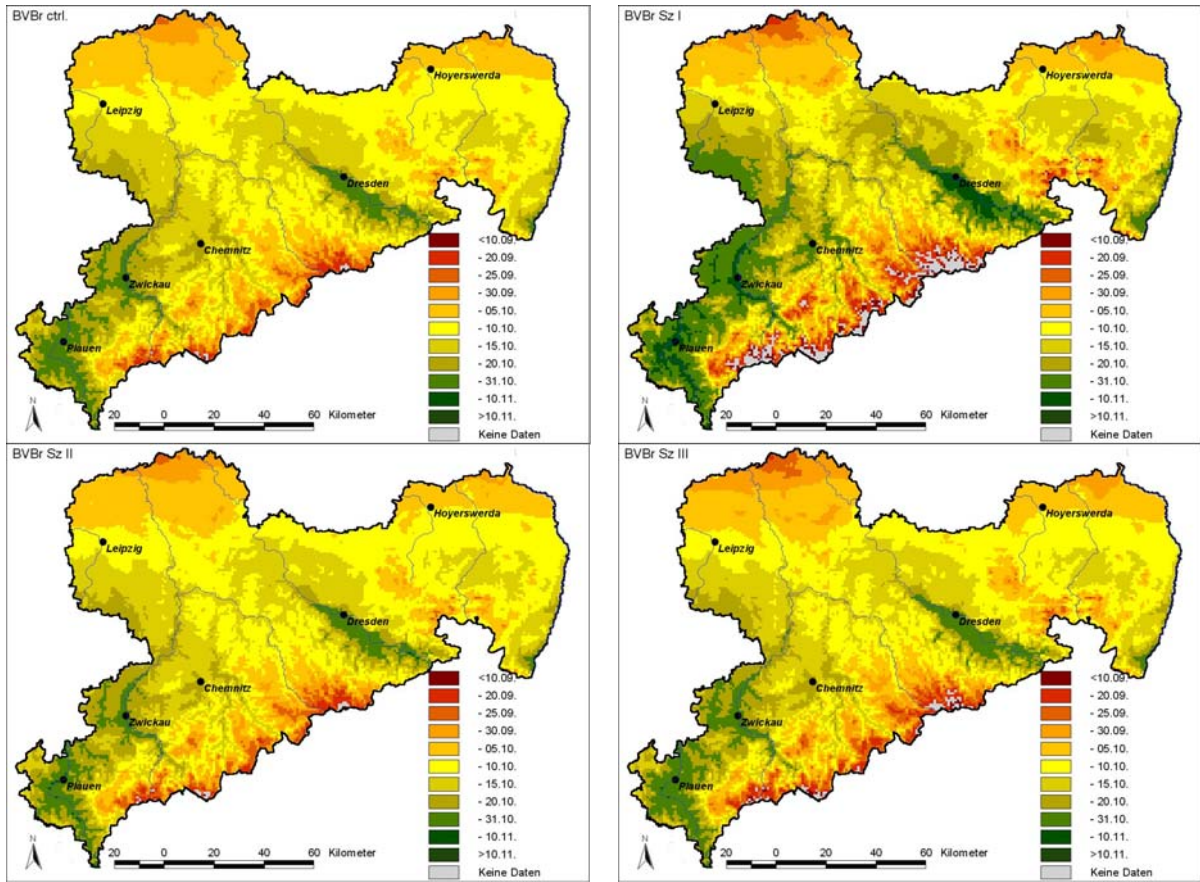 BVBr ctrl.
Hoyerswerda
Leipzig
Dresden
Chemnitz
Zwickau
Plauen
<10.09.
- 20.09.
- 25.09.
- 30.09.
- 05.10.
- 10.10.
- 15.10.
- 20.10.
- 31.10.
- 10.11.
>10.11.
Keine Daten
N
20 0 20 40 60 Kilometer
BVBr Sz I
Hoyerswerda
Leipzig
Dresden
Chemnitz
Zwickau
Plauen
<10.09.
- 20.09.
- 25.09.
- 30.09.
- 05.10.
- 10.10.
- 15.10.
- 20.10.
- 31.10.
- 10.11.
>10.11.
Keine Daten
N
20 0 20 40 60 Kilometer
BVBr Sz II
Hoyerswerda
Leipzig
Dresden
Chemnitz
Zwickau
Plauen
<10.09.
- 20.09.
- 25.09.
- 30.09.
- 05.10.
- 10.10.
- 15.10.
- 20.10.
- 31.10.
- 10.11.
>10.11.
Keine Daten
N
20 0 20 40 60 Kilometer
BVBr Sz III
Hoyerswerda
Leipzig
Dresden
Chemnitz
Zwickau
Plauen
<10.09.
- 20.09.
- 25.09.
- 30.09.
- 05.10.
- 10.10.
- 15.10.
- 20.10.
- 31.10.
- 10.11.
>10.11.
Keine Daten
N
20 0 20 40 60 Kilometer